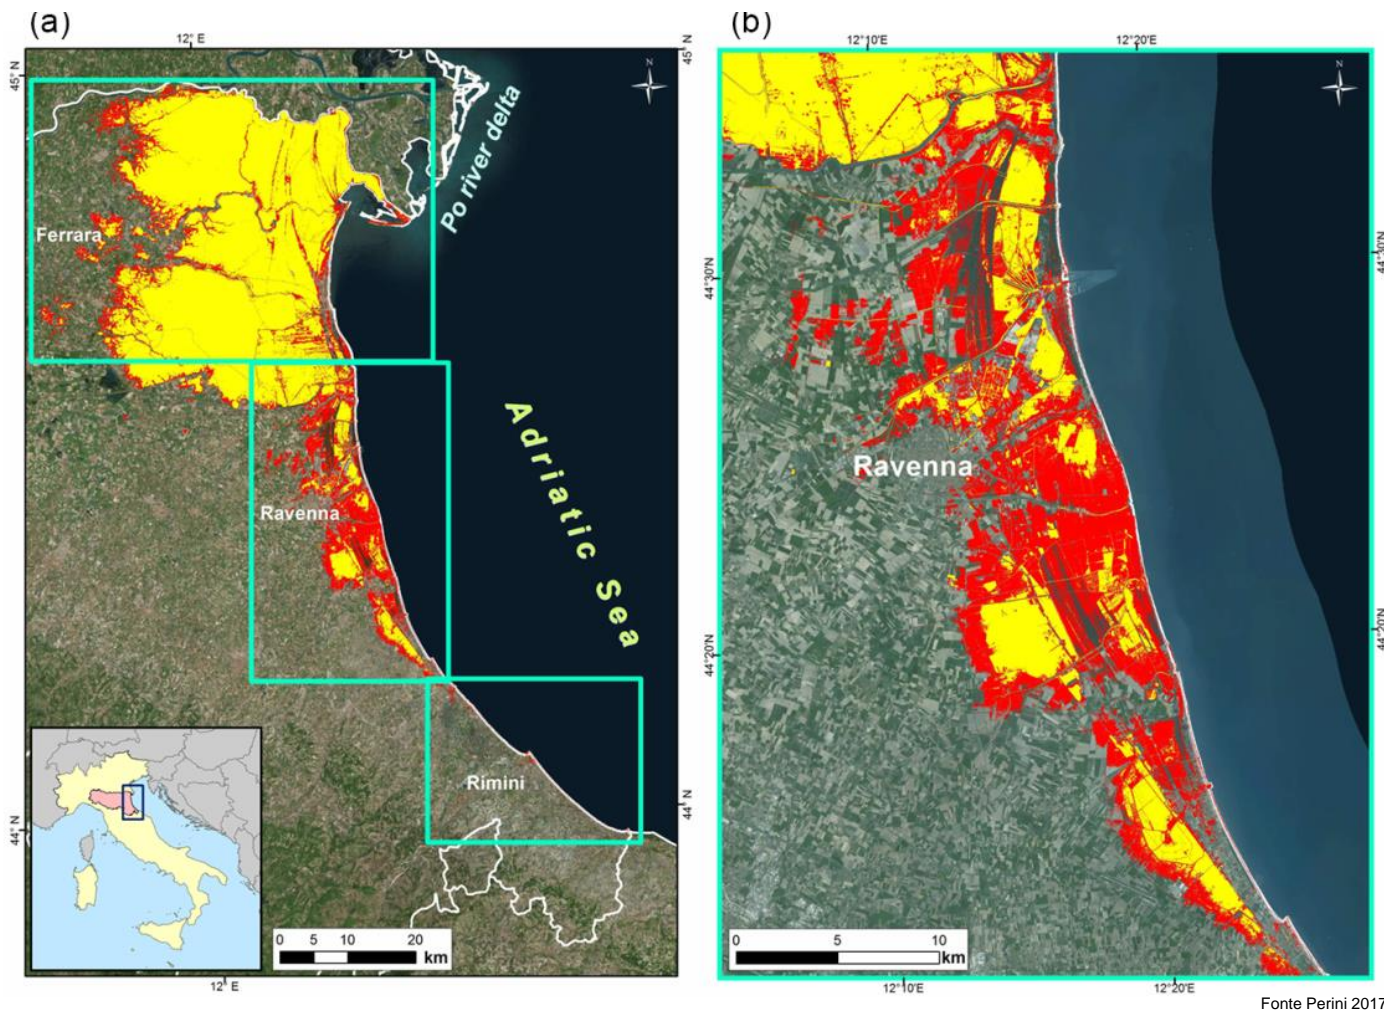 (a)
(b)
12° E
45° N
45° N
N
Po river delta
Ferrara
Ravenna
Adriatic Sea
Rimini
44° N
44° N
0 5 10 20
km
12° E
12°10'E
12°20'E
N
44°30'N
44°30'N
Ravenna
44°20'N
44°20'N
0 5 10
km
12°10'E
12°20'E
Fonte Perini 2017